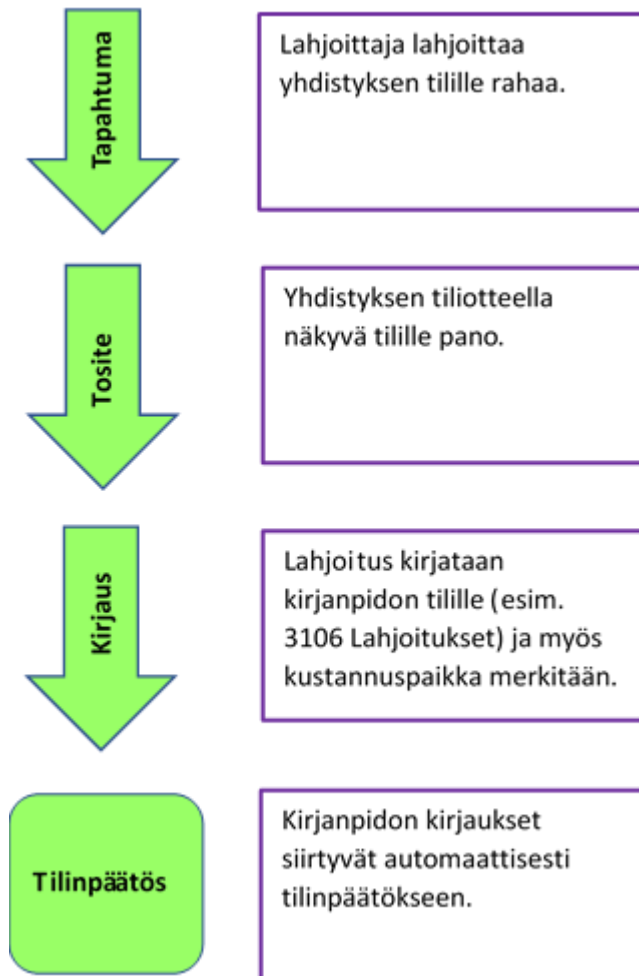 Tapahtuma
Lahjoittaja lahjoittaa
yhdistyksen tilille rahaa.
Tosite
Yhdistyksen tiliotteella
näkyvä tilille pano.
Kirjaus
Lahjoitus kirjataan
kirjanpidon tilille (esim.
3106 Lahjoitukset) ja myös
kustannuspaikka merkitään.
Tilinpäätös
Kirjanpidon kirjaukset
siirtyvät automaattisesti
tilinpäätökseen.